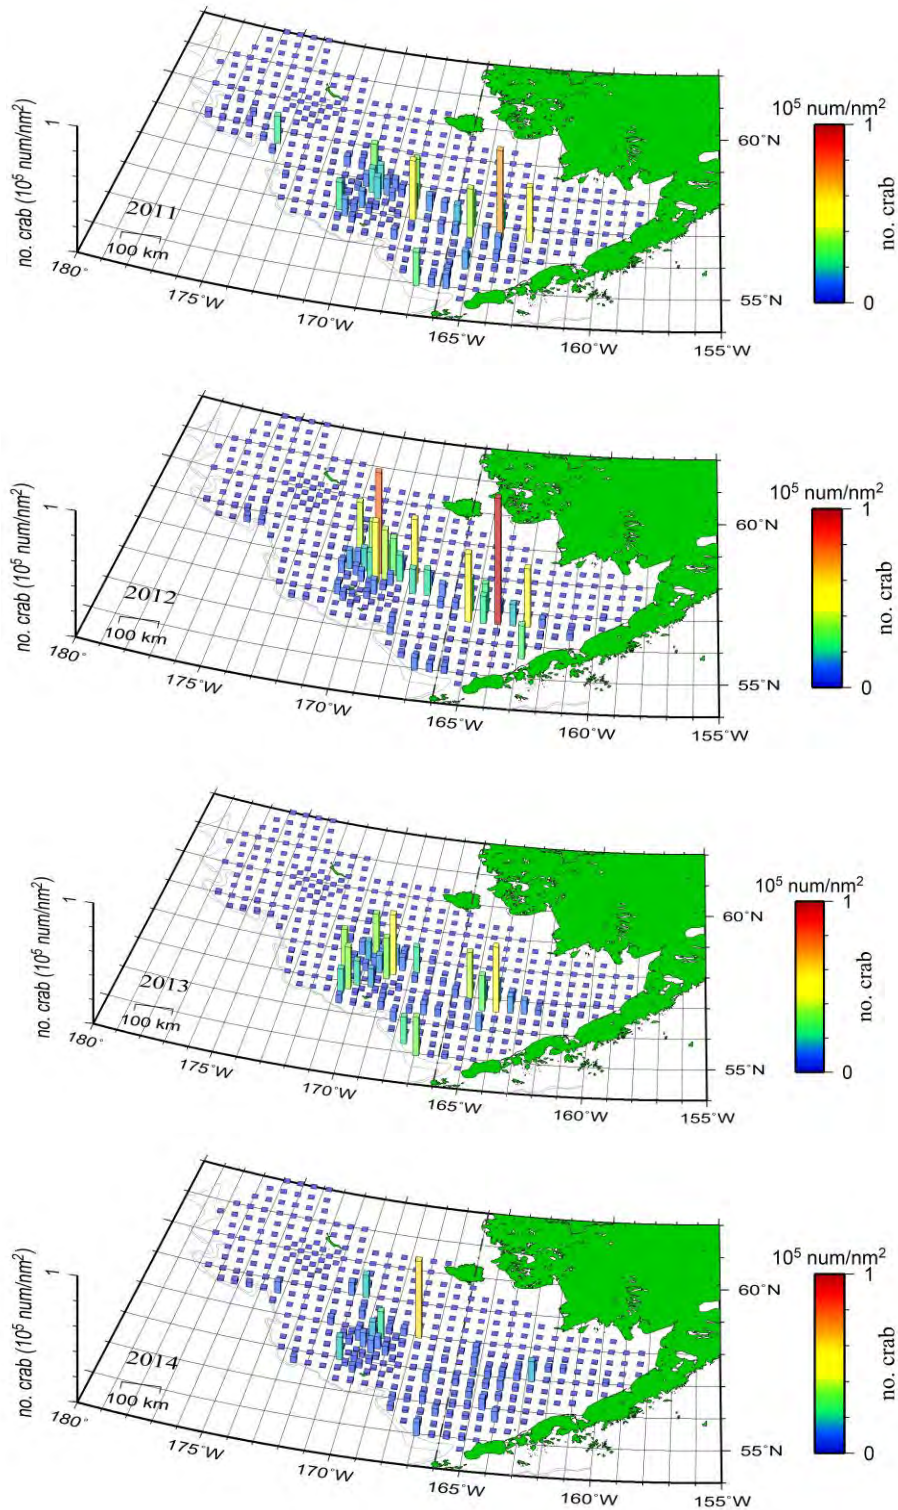 10⁵ num/nm²
1
no. crab (10⁵ num/nm²)
2011
100 km
180°
175°W
170°W
165°W
160°W
155°W
60°N
55°N
1
no. crab
0
10⁵ num/nm²
1
no. crab (10⁵ num/nm²)
2012
100 km
180°
175°W
170°W
165°W
160°W
155°W
60°N
55°N
1
no. crab
0
10⁵ num/nm²
1
no. crab (10⁵ num/nm²)
2013
100 km
180°
175°W
170°W
165°W
160°W
155°W
60°N
55°N
1
no. crab
0
10⁵ num/nm²
1
no. crab (10⁵ num/nm²)
2014
100 km
180°
175°W
170°W
165°W
160°W
155°W
60°N
55°N
1
no. crab
0